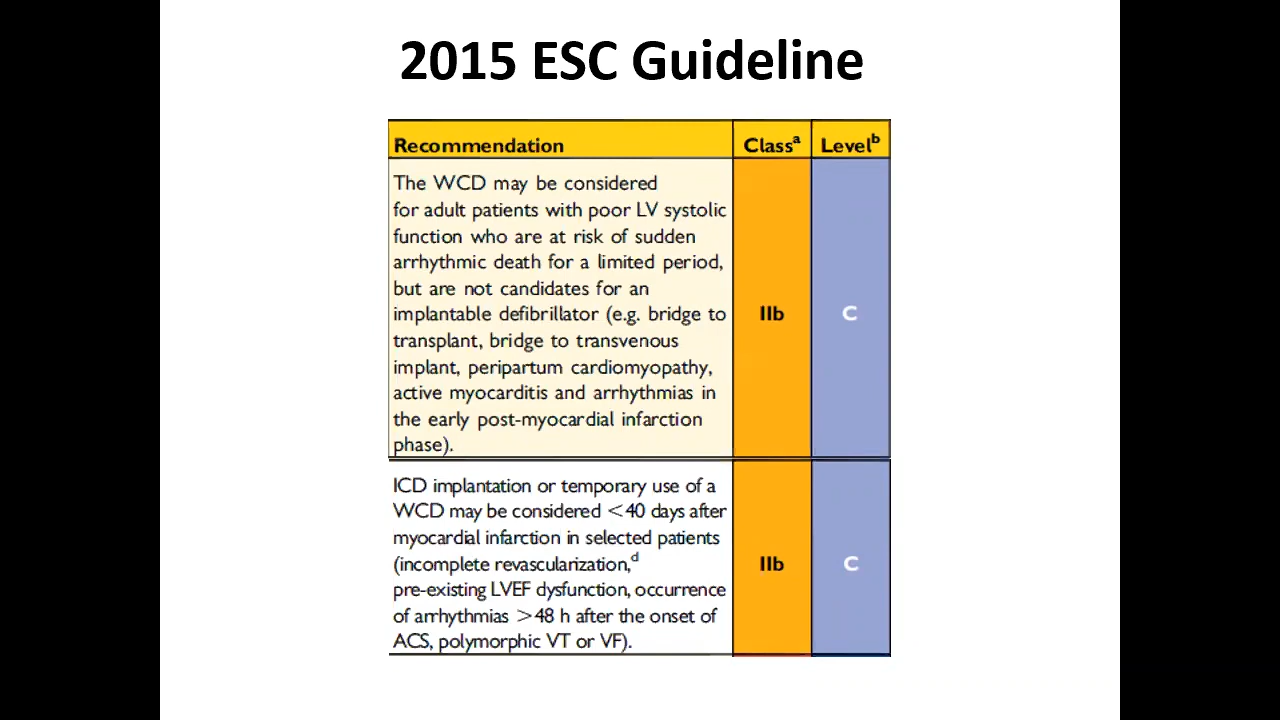 2015 ESC Guideline
Recommendation Classᵃ Levelᵇ
The WCD may be considered
for adult patients with poor LV systolic
function who are at risk of sudden
arrhythmic death for a limited period,
but are not candidates for an
implantable defibrillator (e.g. bridge to
transplant, bridge to transvenous
implant, peripartum cardiomyopathy,
active myocarditis and arrhythmias in
the early post-myocardial infarction
phase).
IIb C
ICD implantation or temporary use of a
WCD may be considered <40 days after
myocardial infarction in selected patients
(incomplete revascularization,ᵈ
pre-existing LVEF dysfunction, occurrence
of arrhythmias >48 h after the onset of
ACS, polymorphic VT or VF).
IIb C